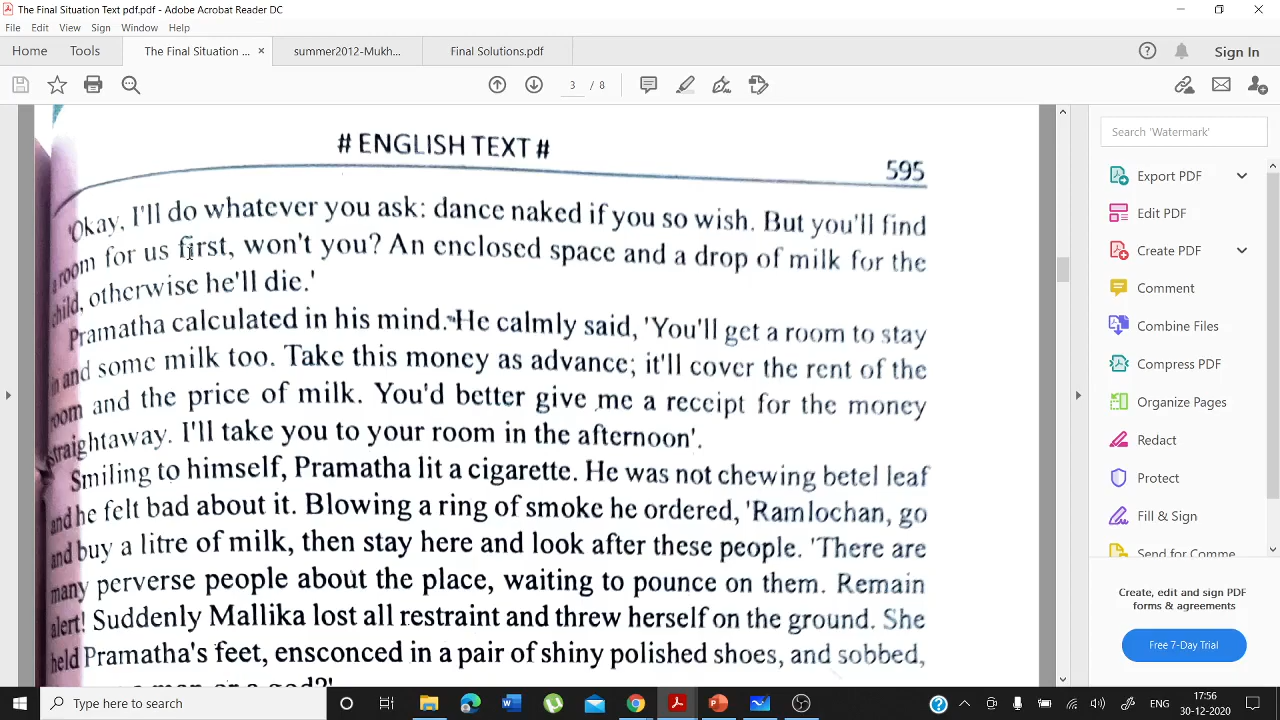 The Final Situation Text pdf.pdf - Adobe Acrobat Reader DC
File Edit View Sign Window Help
Home Tools The Final Situation ... × summer2012-Mukh... Final Solutions.pdf Sign In
3 / 8
# ENGLISH TEXT #
595
'Okay, I'll do whatever you ask: dance naked if you so wish. But you'll find
a room for us first, won't you? An enclosed space and a drop of milk for the
child, otherwise he'll die.'
Pramatha calculated in his mind. He calmly said, 'You'll get a room to stay
in and some milk too. Take this money as advance; it'll cover the rent of the
room and the price of milk. You'd better give me a receipt for the money
straightaway. I'll take you to your room in the afternoon'.
Smiling to himself, Pramatha lit a cigarette. He was not chewing betel leaf
and he felt bad about it. Blowing a ring of smoke he ordered, 'Ramlochan, go
and buy a litre of milk, then stay here and look after these people. 'There are
many perverse people about the place, waiting to pounce on them. Remain
alert! Suddenly Mallika lost all restraint and threw herself on the ground. She
held Pramatha's feet, ensconced in a pair of shiny polished shoes, and sobbed,
a man or a god?'
Search 'Watermark'
Export PDF
Edit PDF
Create PDF
Comment
Combine Files
Compress PDF
Organize Pages
Redact
Protect
Fill & Sign
Send for Comme
Create, edit and sign PDF
forms & agreements
Free 7-Day Trial
Type here to search
ENG
17:56
30-12-2020